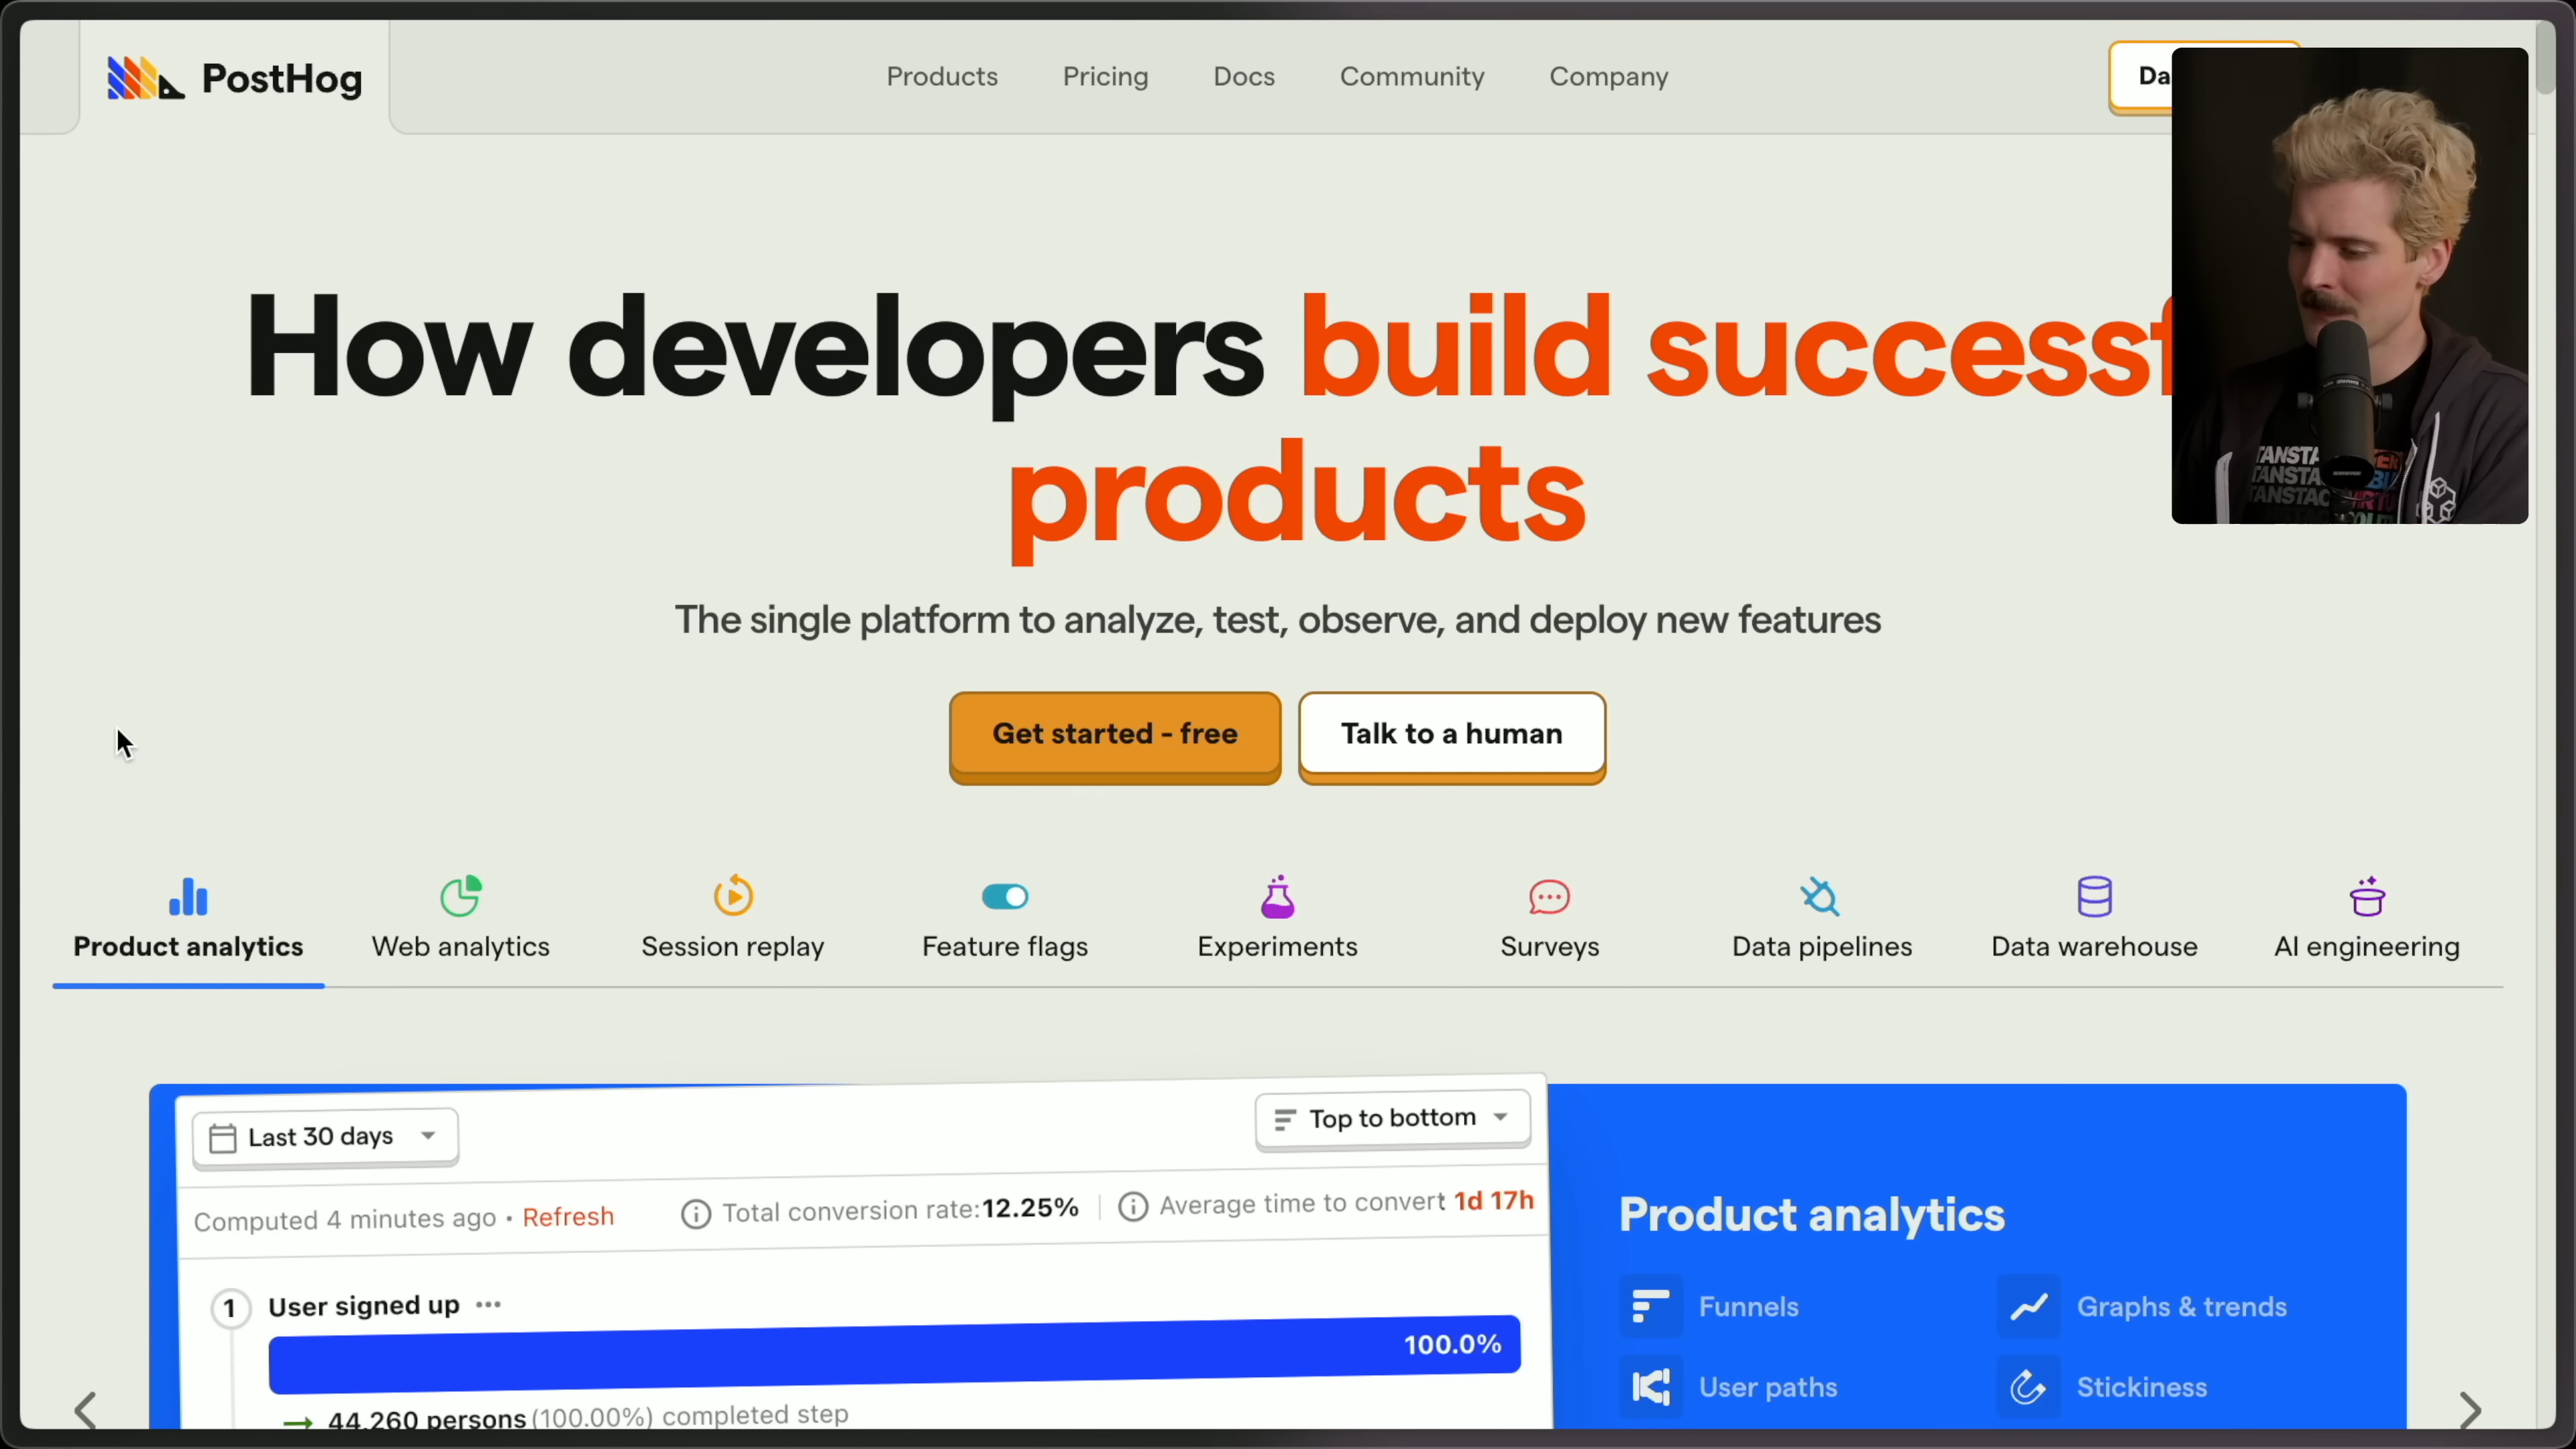 PostHog
Products
Pricing
Docs
Community
Company
Da
How developers build successf
products
The single platform to analyze, test, observe, and deploy new features
Get started - free
Talk to a human
Product analytics
Web analytics
Session replay
Feature flags
Experiments
Surveys
Data pipelines
Data warehouse
AI engineering
Last 30 days
Top to bottom
Computed 4 minutes ago • Refresh
Total conversion rate: 12.25%
Average time to convert 1d 17h
1 User signed up
100.0%
44,260 persons (100.00%) completed step
Product analytics
Funnels
Graphs & trends
User paths
Stickiness